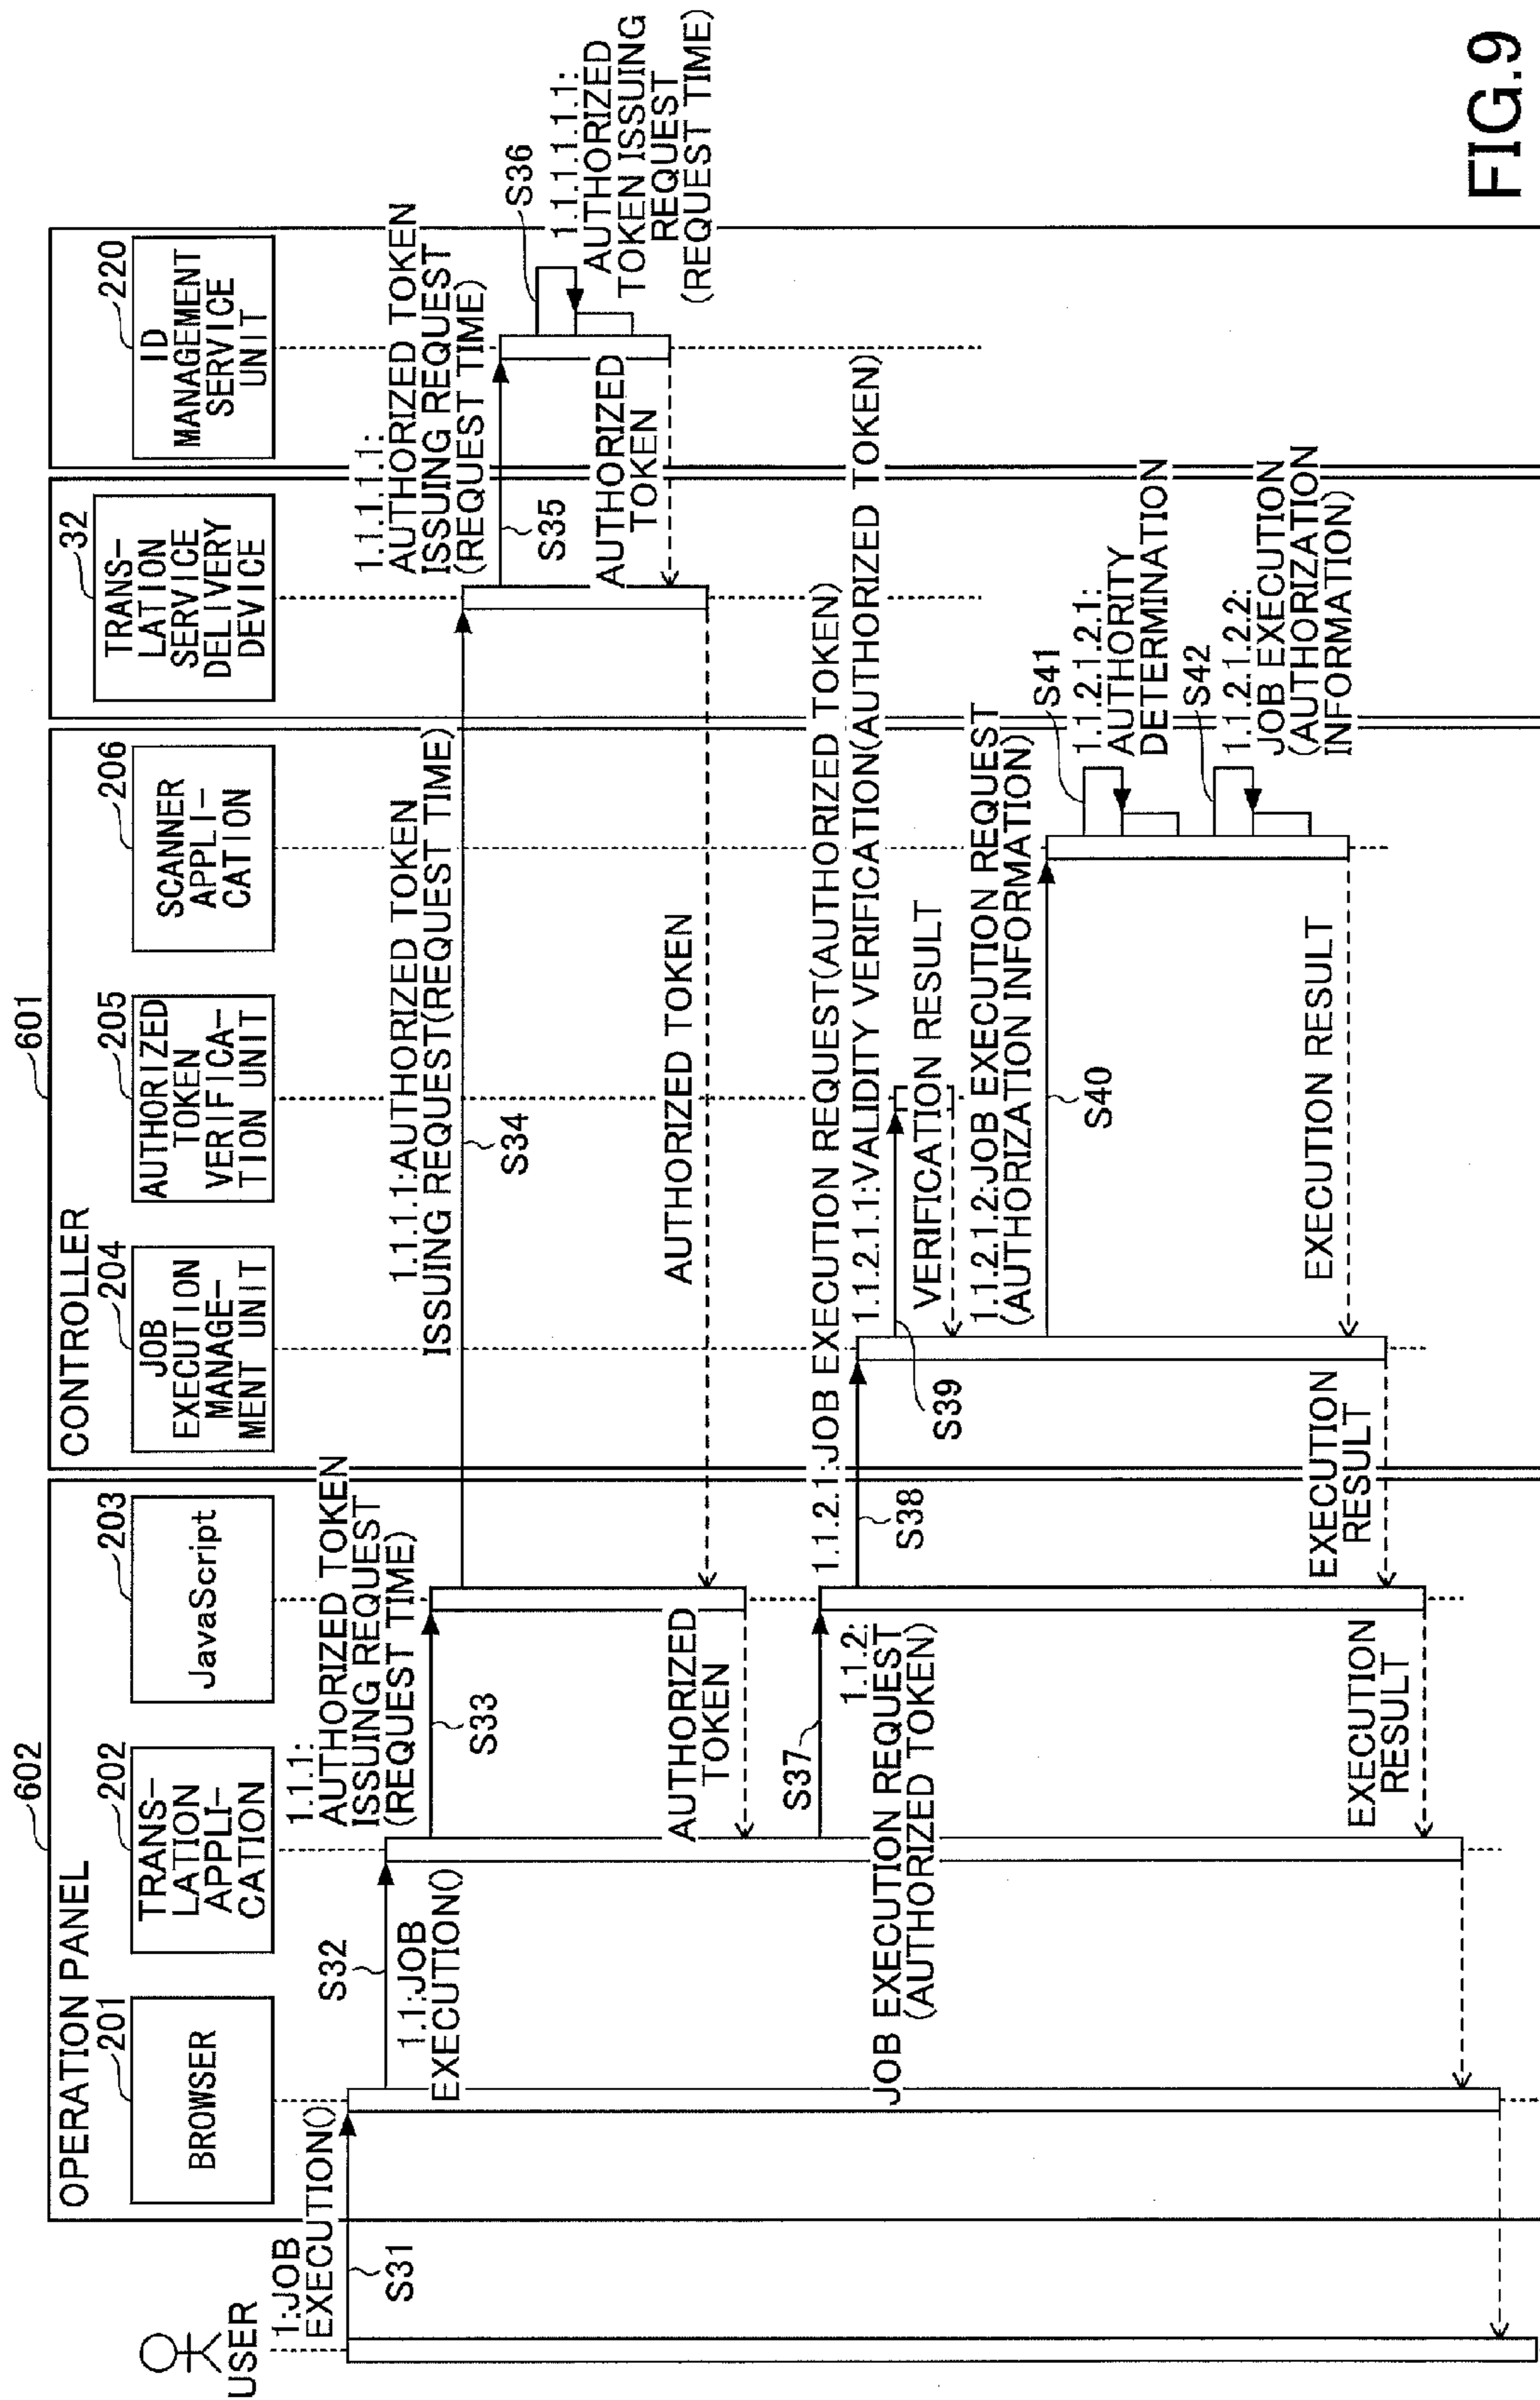 USER
OPERATION PANEL
602
BROWSER
201
TRANS-
LATION
APPLI-
CATION
202
JavaScript
203
CONTROLLER
601
JOB
EXECUTION
MANAGE-
MENT UNIT
204
AUTHORIZED
TOKEN
VERIFICA-
TION UNIT
205
SCANNER
APPLI-
CATION
206
TRANS-
LATION
SERVICE
DELIVERY
DEVICE
32
ID
MANAGEMENT
SERVICE
UNIT
220
1:JOB
EXECUTION()
S31
S32
1.1:JOB
EXECUTION()
1.1.1:
AUTHORIZED TOKEN
ISSUING REQUEST
(REQUEST TIME)
S33
1.1.1.1:AUTHORIZED TOKEN
ISSUING REQUEST(REQUEST TIME)
S34
1.1.1.1.1:
AUTHORIZED TOKEN
ISSUING REQUEST
(REQUEST TIME)
S35
S36
1.1.1.1.1.1:
AUTHORIZED
TOKEN ISSUING
REQUEST
(REQUEST TIME)
AUTHORIZED
TOKEN
AUTHORIZED TOKEN
AUTHORIZED
TOKEN
S37
1.1.2:
JOB EXECUTION REQUEST
(AUTHORIZED TOKEN)
1.1.2.1:JOB EXECUTION REQUEST(AUTHORIZED TOKEN)
S38
1.1.2.1.1:VALIDITY VERIFICATION(AUTHORIZED TOKEN)
S39
VERIFICATION RESULT
1.1.2.1.2:JOB EXECUTION REQUEST
(AUTHORIZATION INFORMATION)
S40
S41
1.1.2.1.2.1:
AUTHORITY
DETERMINATION
S42
1.1.2.1.2.2:
JOB EXECUTION
(AUTHORIZATION
INFORMATION)
EXECUTION RESULT
EXECUTION
RESULT
EXECUTION
RESULT
FIG.9